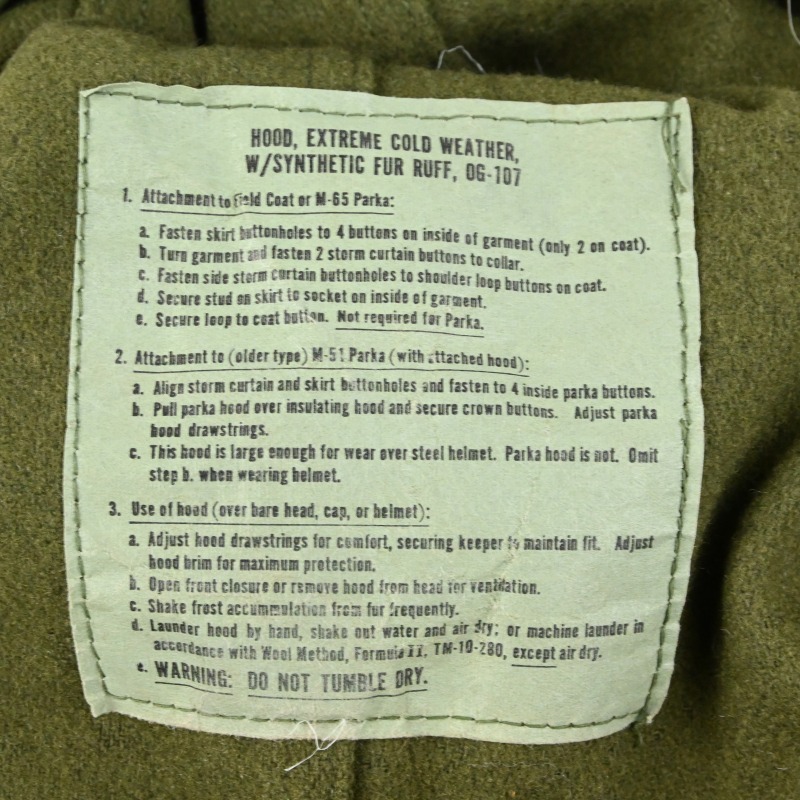 HOOD, EXTREME COLD WEATHER,
W/SYNTHETIC FUR RUFF, OG-107
1. Attachment to Field Coat or M-65 Parka:
a. Fasten skirt buttonholes to 4 buttons on inside of garment (only 2 on coat).
b. Turn garment and fasten 2 storm curtain buttons to collar.
c. Fasten side storm curtain buttonholes to shoulder loop buttons on coat.
d. Secure stud on skirt to socket on inside of garment.
e. Secure loop to coat button. Not required for Parka.
2. Attachment to (older type) M-51 Parka (with attached hood):
a. Align storm curtain and skirt buttonholes and fasten to 4 inside parka buttons.
b. Pull parka hood over insulating hood and secure crown buttons. Adjust parka
hood drawstrings.
c. This hood is large enough for wear over steel helmet. Parka hood is not. Omit
step b. when wearing helmet.
3. Use of hood (over bare head, cap, or helmet):
a. Adjust hood drawstrings for comfort, securing keeper to maintain fit. Adjust
hood brim for maximum protection.
b. Open front closure or remove hood from head for ventilation.
c. Shake frost accummulation from fur frequently.
d. Launder hood by hand, shake out water and air dry; or machine launder in
accordance with Wool Method, Formula II, TM-10-280, except air dry.
e. WARNING: DO NOT TUMBLE DRY.